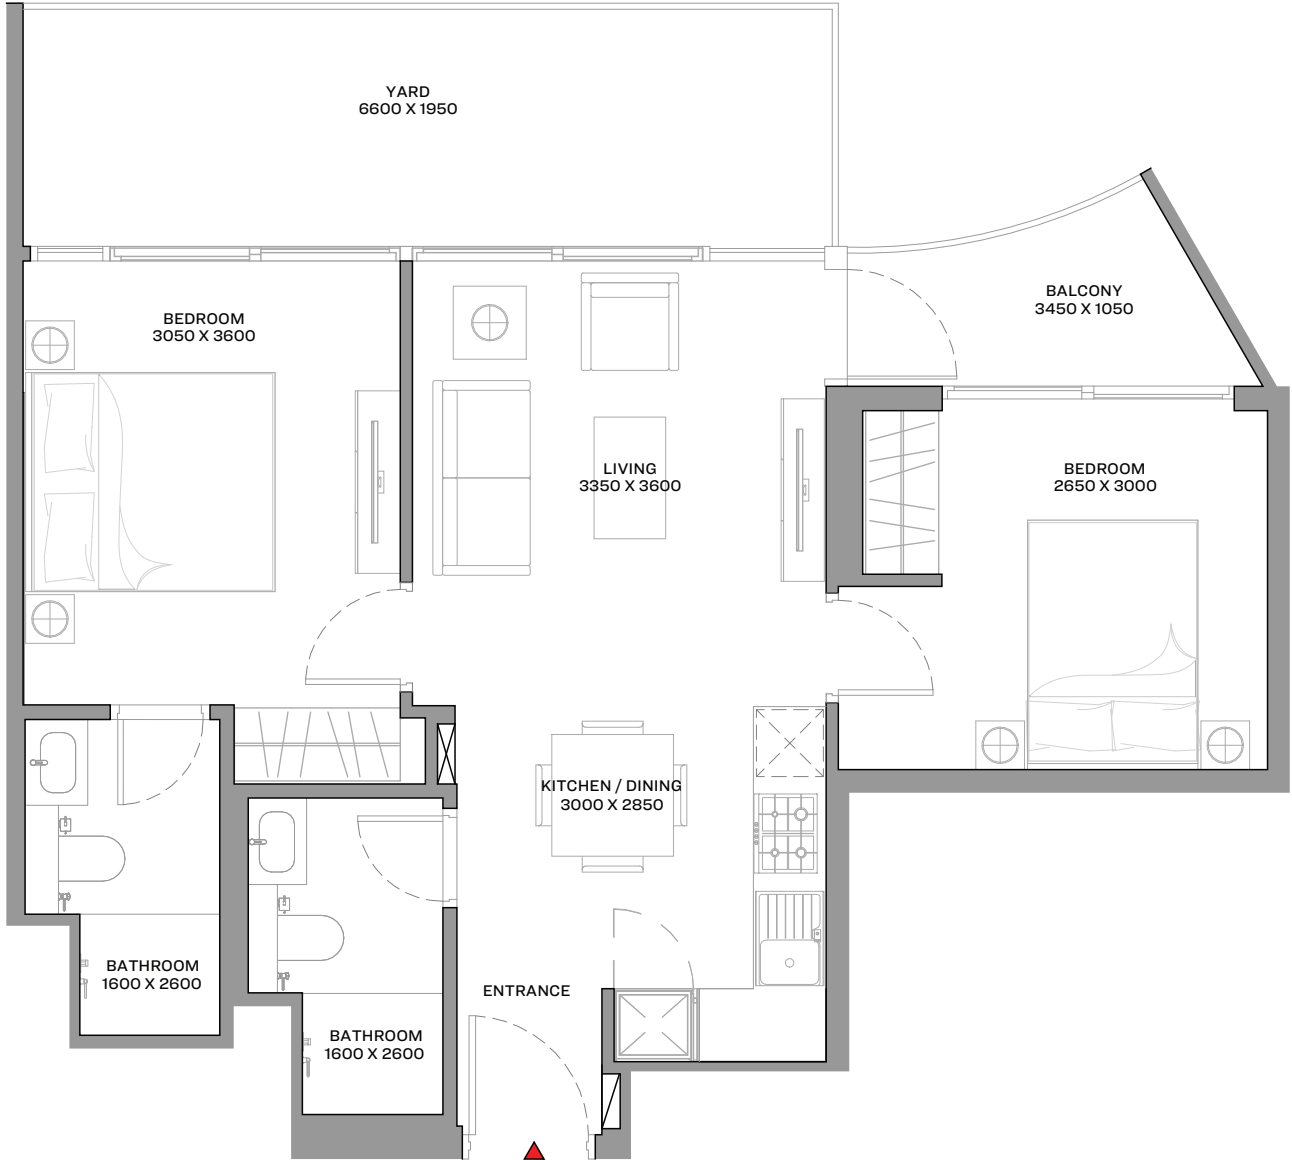 YARD
6600 X 1950
BALCONY
3450 X 1050
BEDROOM
3050 X 3600
LIVING
3350 X 3600
BEDROOM
2650 X 3000
KITCHEN / DINING
3000 X 2850
BATHROOM
1600 X 2600
ENTRANCE
BATHROOM
1600 X 2600